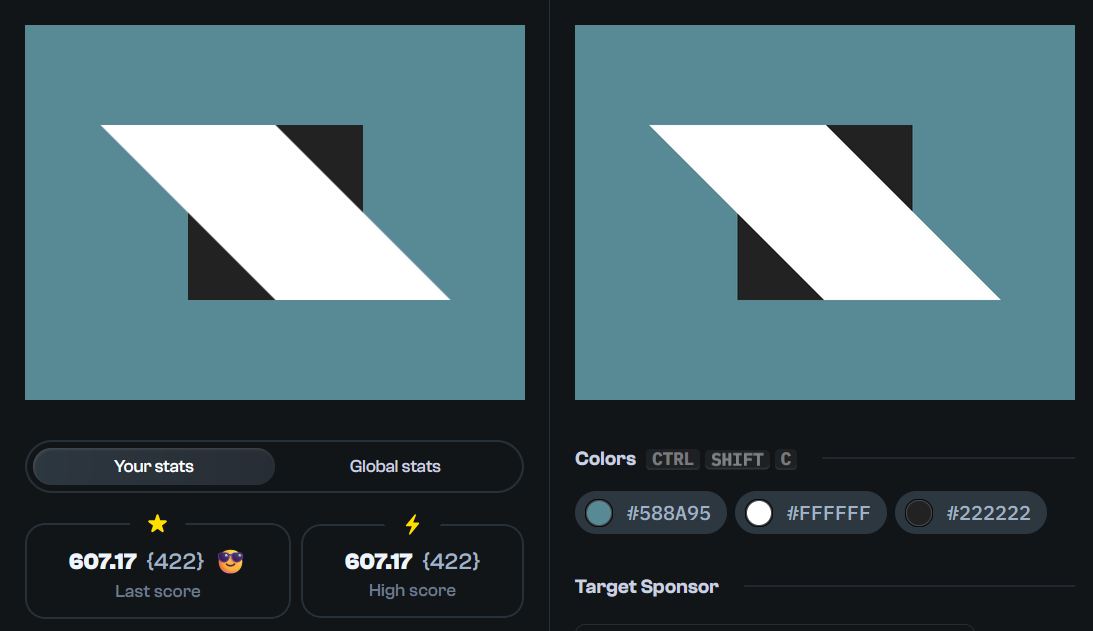 Your stats
Global stats
607.17 {422} 😎
Last score
607.17 {422}
High score
Colors CTRL SHIFT C
#588A95 #FFFFFF #222222
Target Sponsor